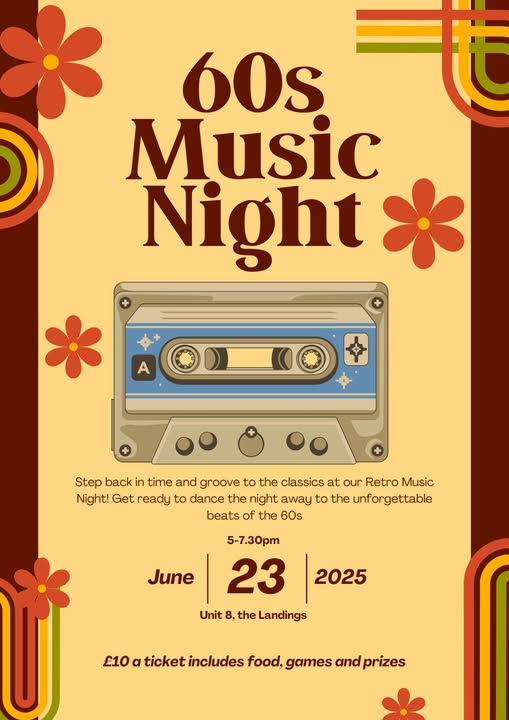 60s
Music
Night
A
Step back in time and groove to the classics at our Retro Music
Night! Get ready to dance the night away to the unforgettable
beats of the 60s
5-7.30pm
June 23 2025
Unit 8, the Landings
£10 a ticket includes food, games and prizes